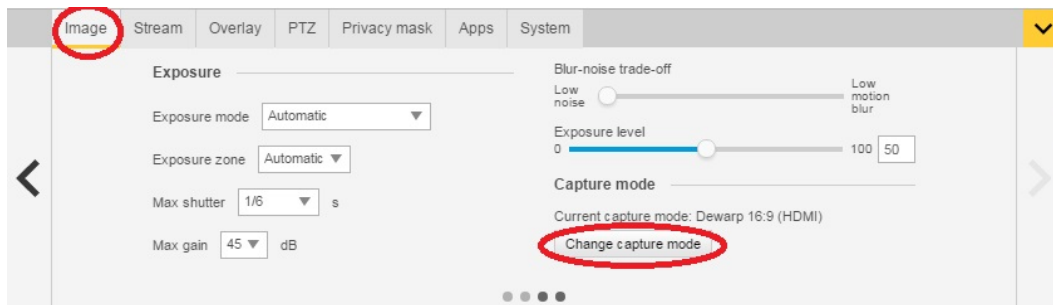 Image Stream Overlay PTZ Privacy mask Apps System
Exposure
Exposure mode Automatic
Exposure zone Automatic
Max shutter 1/6 s
Max gain 45 dB
Blur-noise trade-off
Low noise
Low motion blur
Exposure level
0 100 50
Capture mode
Current capture mode: Dewarp 16:9 (HDMI)
Change capture mode